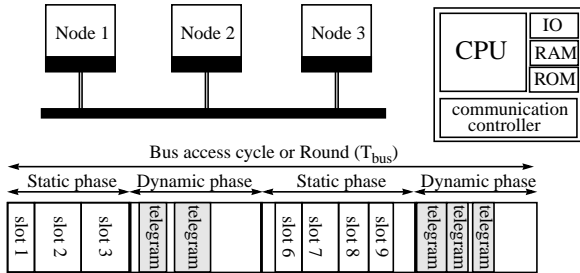 Node 1
Node 2
Node 3
CPU
IO
RAM
ROM
communication
controller
Bus access cycle or Round (Tbus)
Static phase
Dynamic phase
Static phase
Dynamic phase
slot 1
slot 2
slot 3
telegram
telegram
slot 6
slot 7
slot 8
slot 9
telegram
telegram
telegram